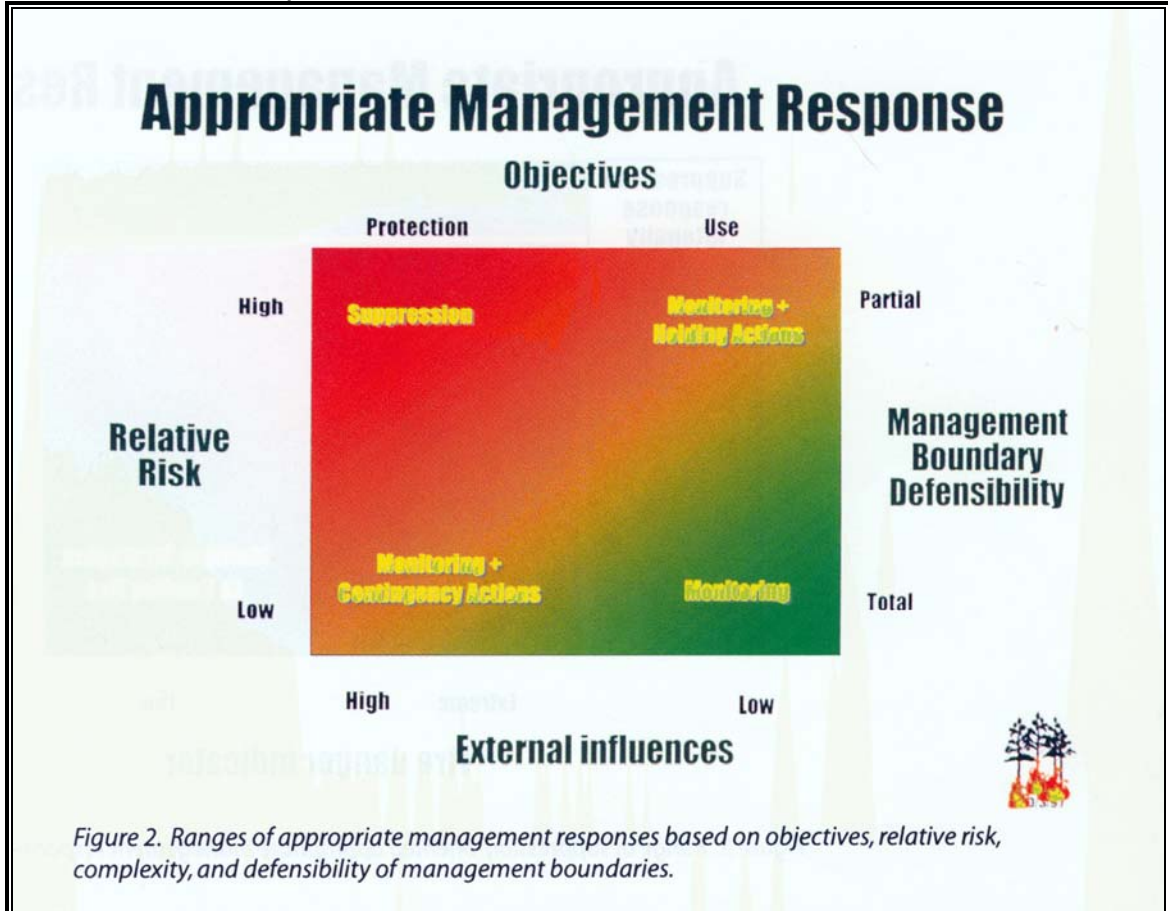 Appropriate Management Response
Objectives
Protection Use
High Suppression Monitoring + Partial
Holding Actions
Relative
Risk
Management
Boundary
Defensibility
Monitoring +
Contingency Actions Monitoring
Low Total
High Low
External influences
Figure 2. Ranges of appropriate management responses based on objectives, relative risk,
complexity, and defensibility of management boundaries.